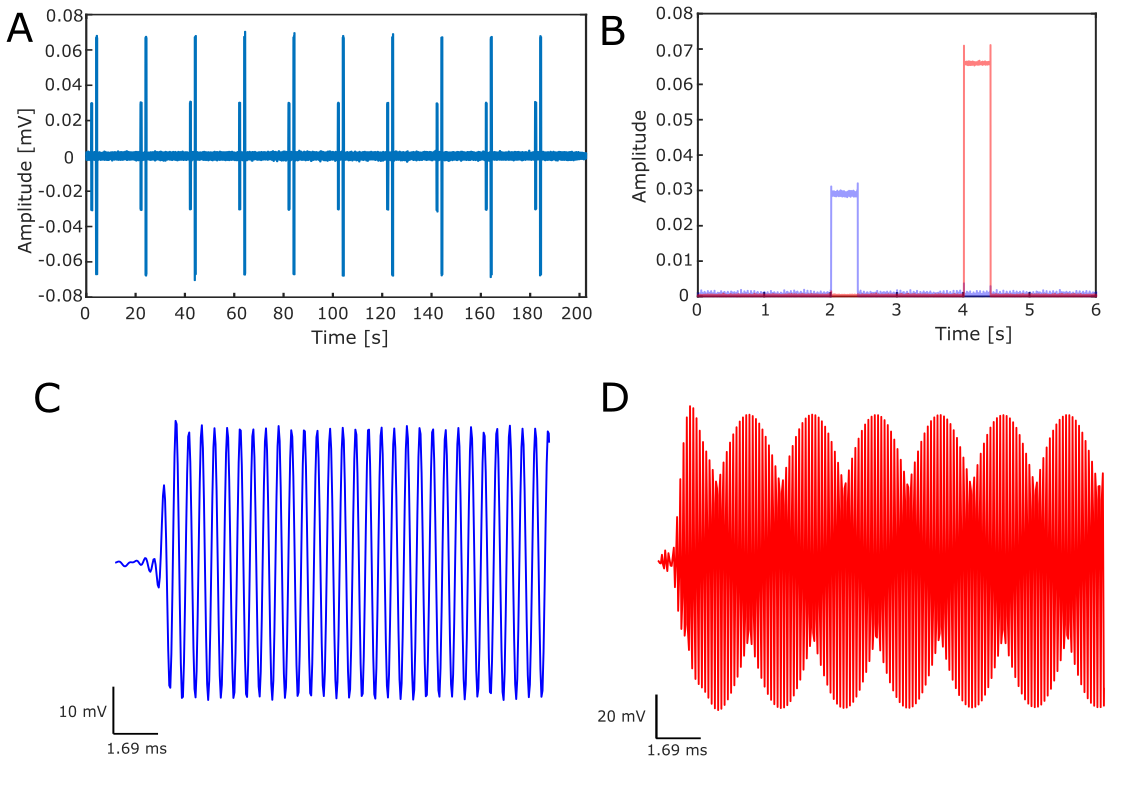 A
0.08
0.06
0.04
0.02
0
-0.02
-0.04
-0.06
-0.08
Amplitude [mV]
0 20 40 60 80 100 120 140 160 180 200
Time [s]
B
0.08
0.07
0.06
0.05
0.04
0.03
0.02
0.01
0
Amplitude
0 1 2 3 4 5 6
Time [s]
C
10 mV
1.69 ms
D
20 mV
1.69 ms